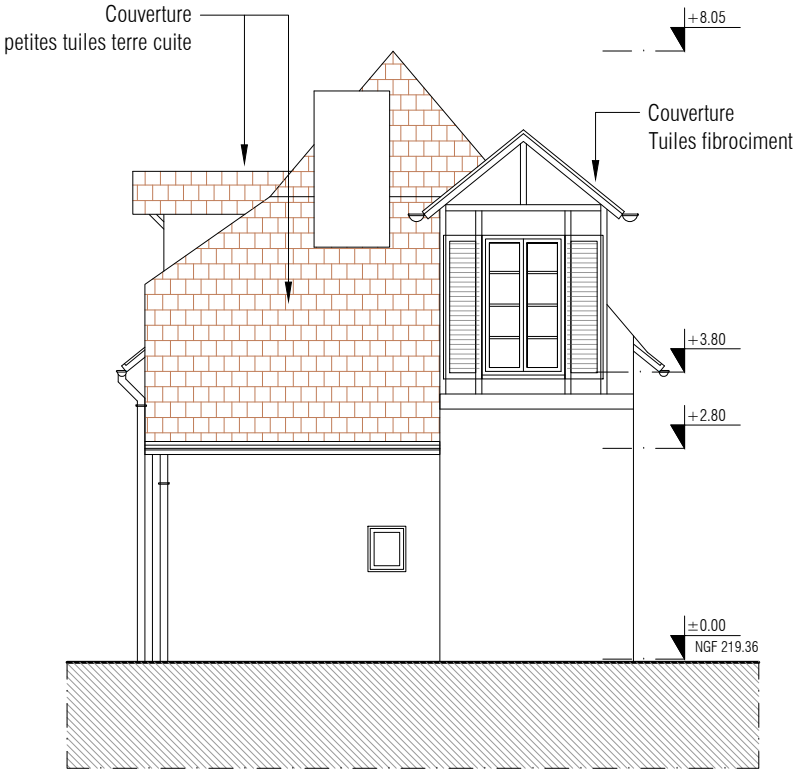 Couverture
petites tuiles terre cuite
+8.05
Couverture
Tuiles fibrociment
+3.80
+2.80
±0.00
NGF 219.36